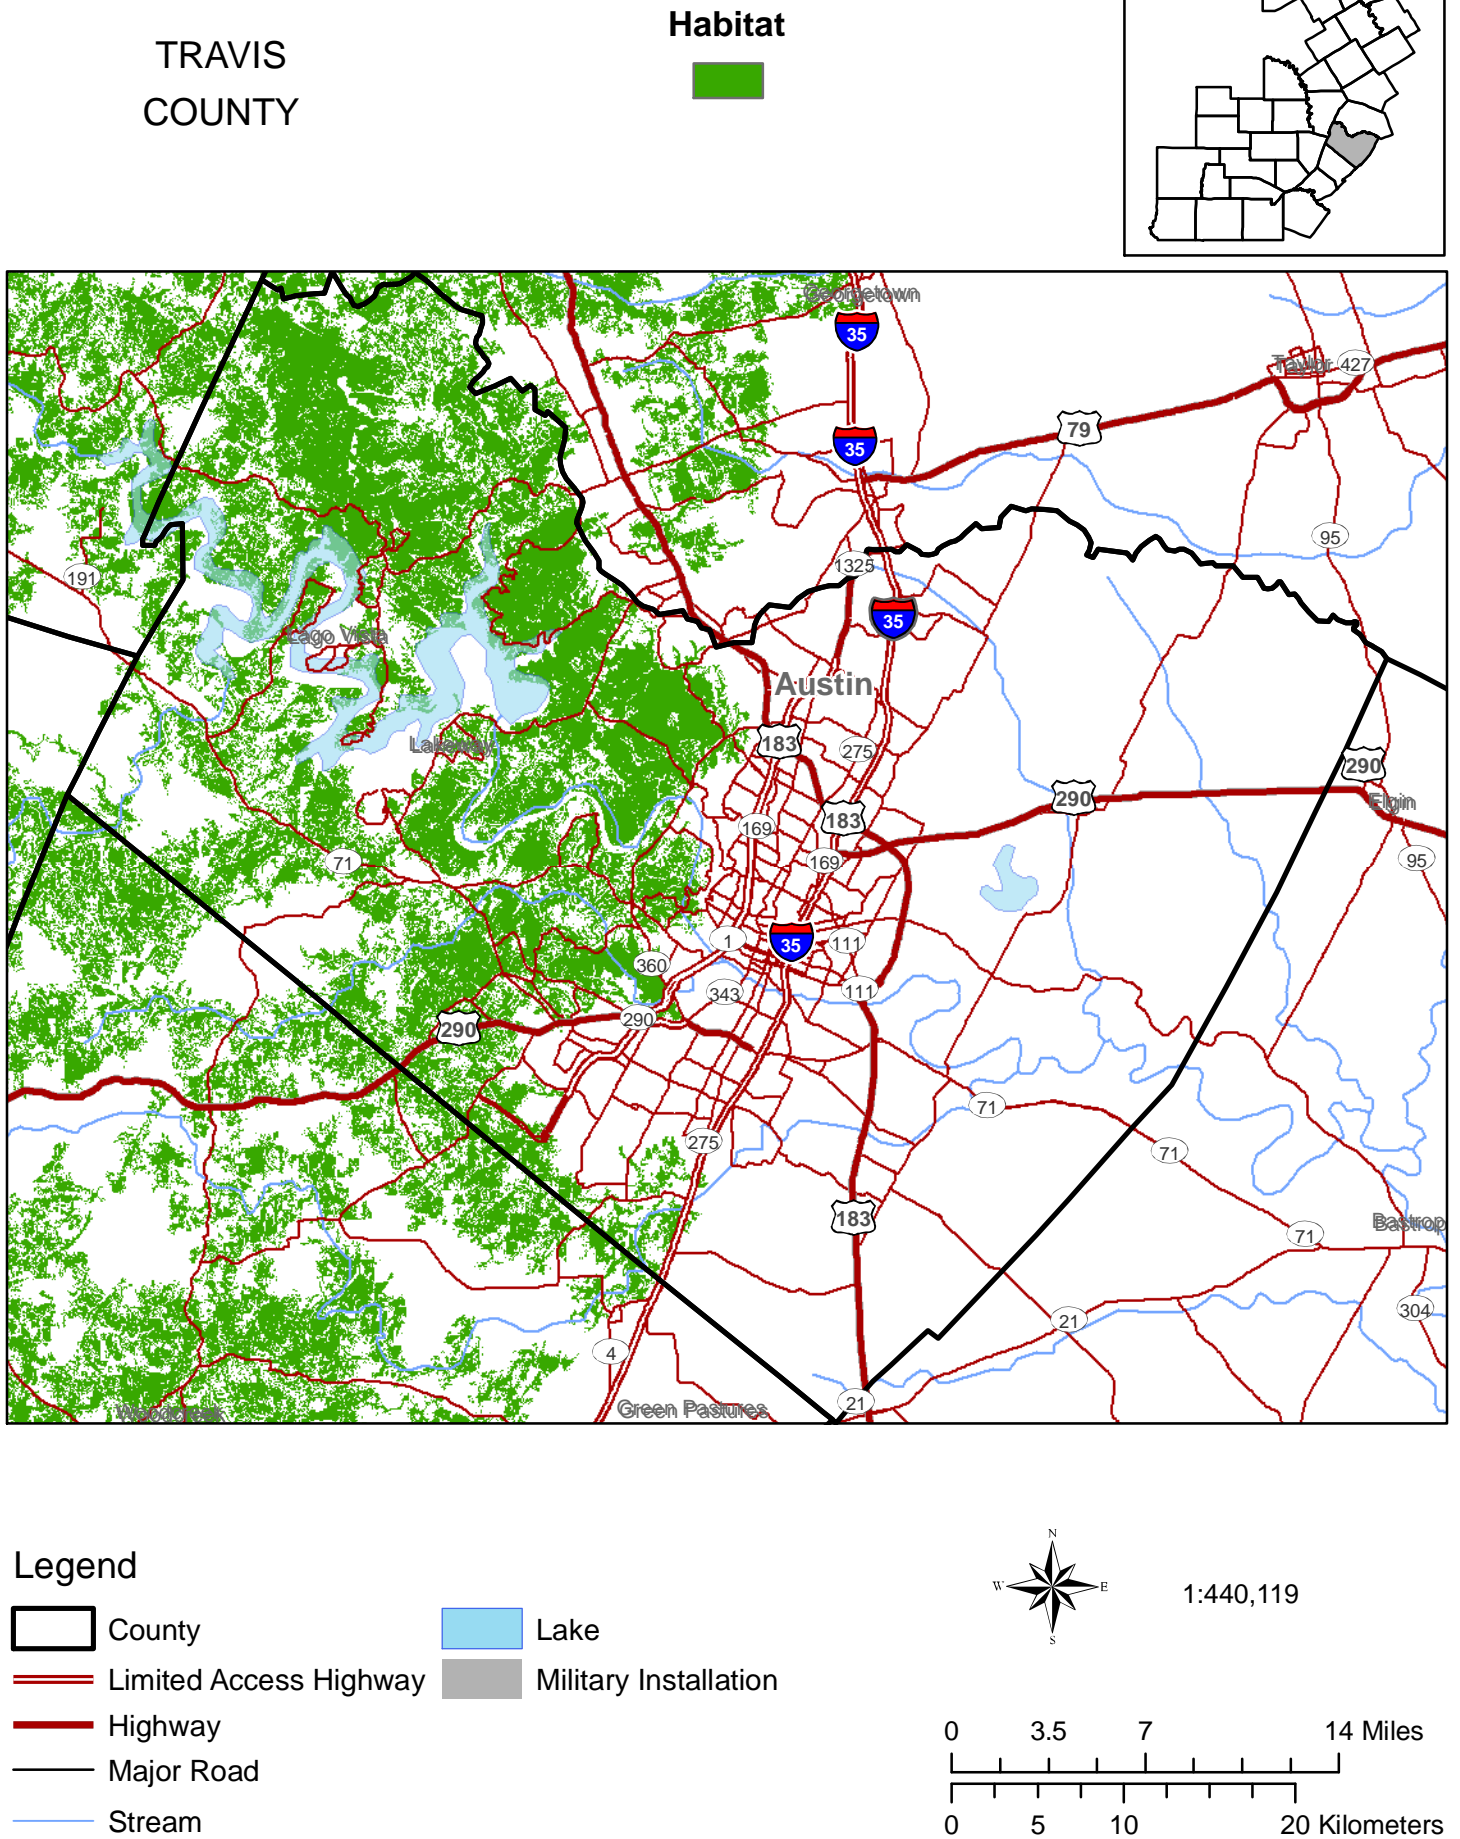 TRAVIS
COUNTY
Habitat
Georgetown
35
Taylor
427
35
79
95
1325
191
35
Lago Vista
Austin
Lakeway
183
275
290
290
183
Elgin
169
169
95
71
1
35
111
360
343
111
290
290
71
275
71
183
Bastrop
71
304
21
4
21
Woodcreek
Green Pastures
Legend
County
Lake
Limited Access Highway
Military Installation
Highway
Major Road
Stream
N
W
E
S
1:440,119
0 3.5 7 14 Miles
0 5 10 20 Kilometers